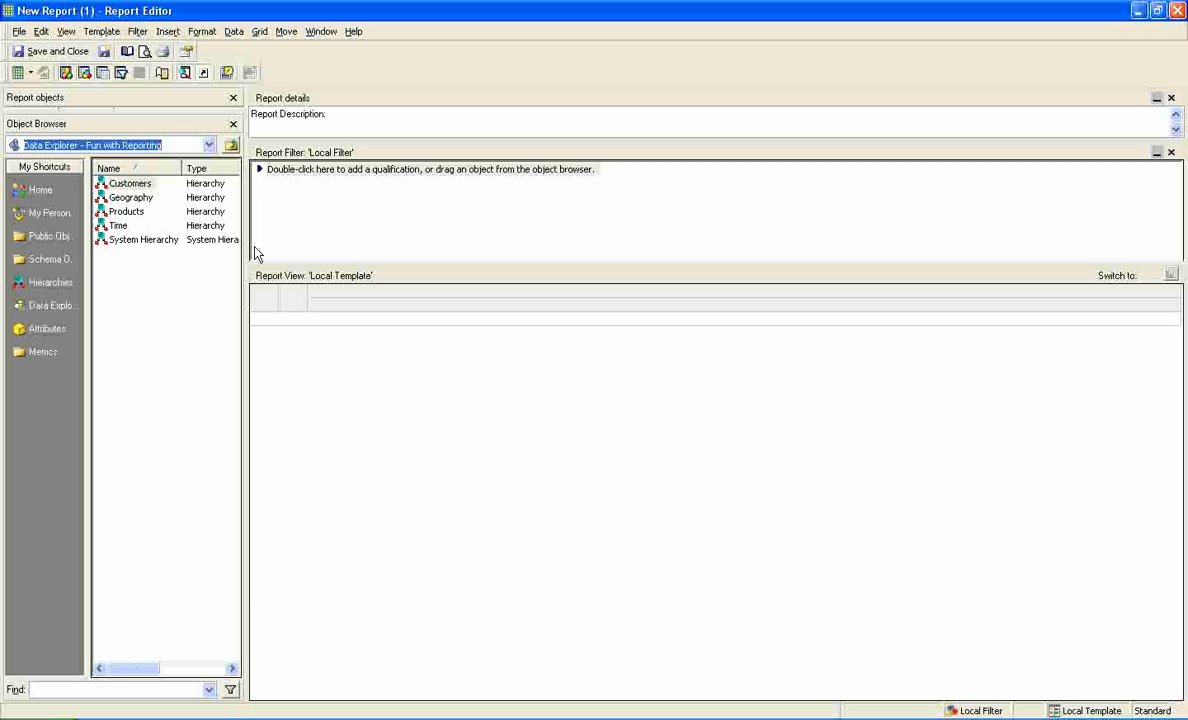 New Report (1) - Report Editor
File Edit View Template Filter Insert Format Data Grid Move Window Help
Save and Close
Report objects
Object Browser
Data Explorer - Fun with Reporting
My Shortcuts
Home
My Person.
Public Obj.
Schema O.
Hierarchies
Data Explo...
Attributes
Memcs
Name Type
Customers Hierarchy
Geography Hierarchy
Products Hierarchy
Time Hierarchy
System Hierarchy System Hiera
Find:
Report details
Report Description:
Report Filter: 'Local Filter'
Double-click here to add a qualification, or drag an object from the object browser.
Report View: 'Local Template'
Switch to:
Local Filter
Local Template
Standard